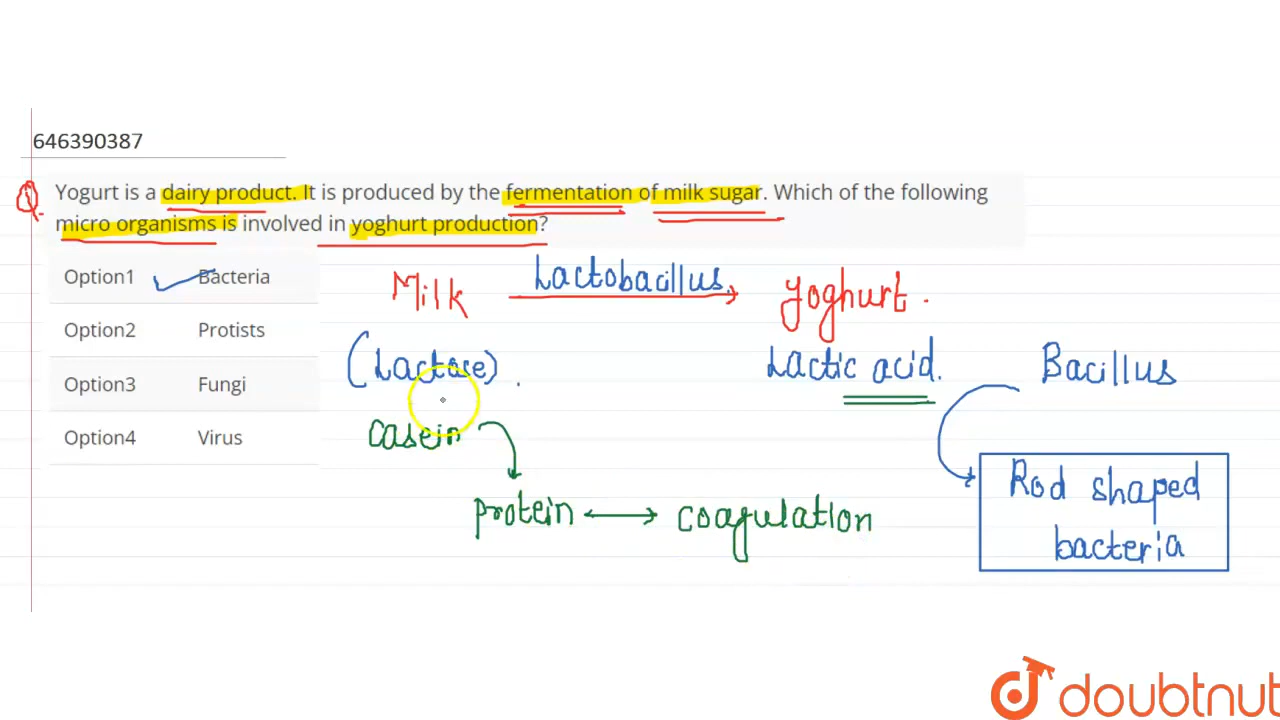 646390387
Q. Yogurt is a dairy product. It is produced by the fermentation of milk sugar. Which of the following
micro organisms is involved in yoghurt production?
Option1 Bacteria
Option2 Protists
Option3 Fungi
Option4 Virus
Milk Lactobacillus. yoghurt.
(Lactose). Lactic acid. Bacillus
casein
protein coagulation
Rod shaped
bacteria
doubtnut